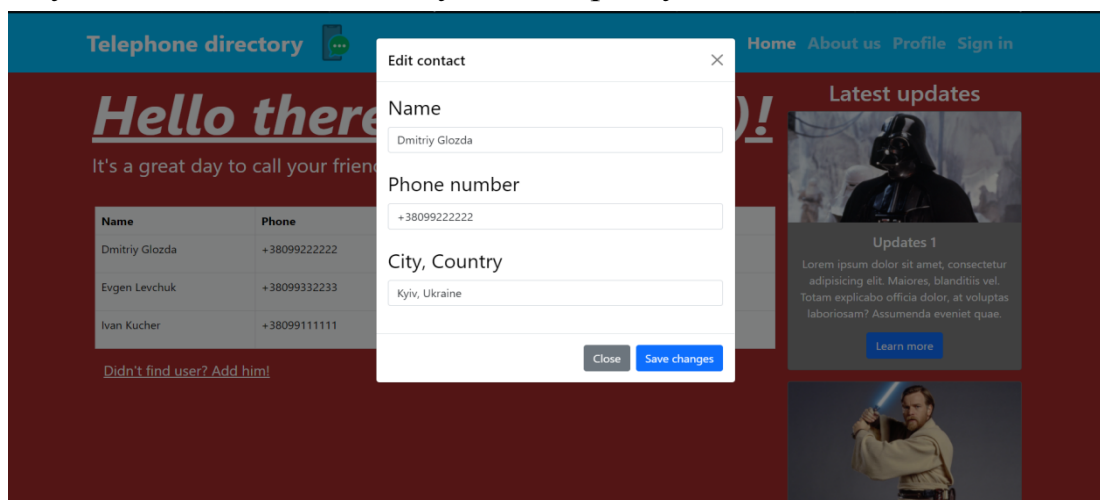 Telephone directory
Home About us Profile Sign in
Hello there
)!
It's a great day to call your frien
Name Phone
Dmitriy Glozda +38099222222
Evgen Levchuk +38099332233
Ivan Kucher +38099111111
Didn't find user? Add him!
Edit contact
Name
Dmitriy Glozda
Phone number
+38099222222
City, Country
Kyiv, Ukraine
Close Save changes
Latest updates
Updates 1
Lorem ipsum dolor sit amet, consectetur
adipisicing elit. Maiores, blanditiis vel.
Totam explicabo officia dolor, at voluptas
laboriosam? Assumenda eveniet quae.
Learn more